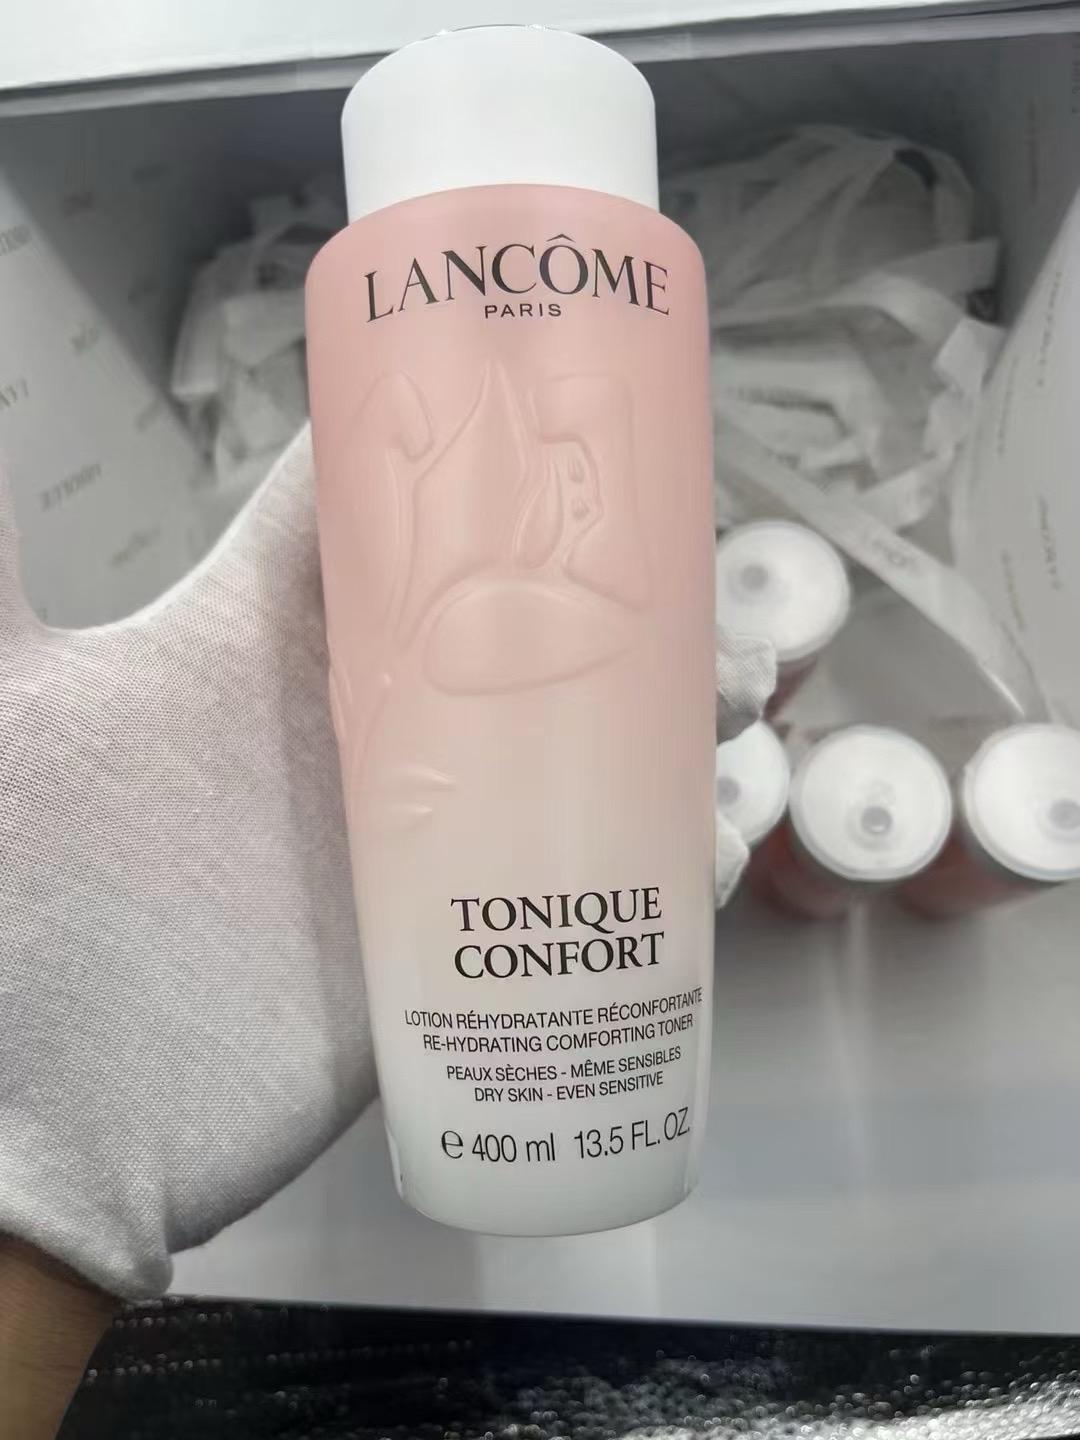 LANCÔME
PARIS
TONIQUE
CONFORT
LOTION RÉHYDRATANTE RÉCONFORTANTE
RE-HYDRATING COMFORTING TONER
PEAUX SÈCHES - MÊME SENSIBLES
DRY SKIN - EVEN SENSITIVE
℮ 400 ml 13.5 FL. OZ.